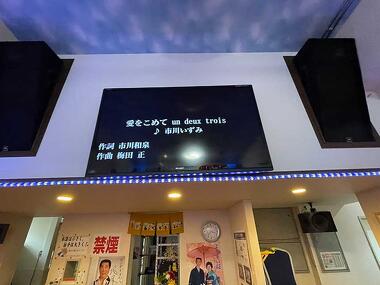 愛をこめて un deux trois
♪ 市川いずみ
作詞 市川和泉
作曲 梅田 正
禁煙